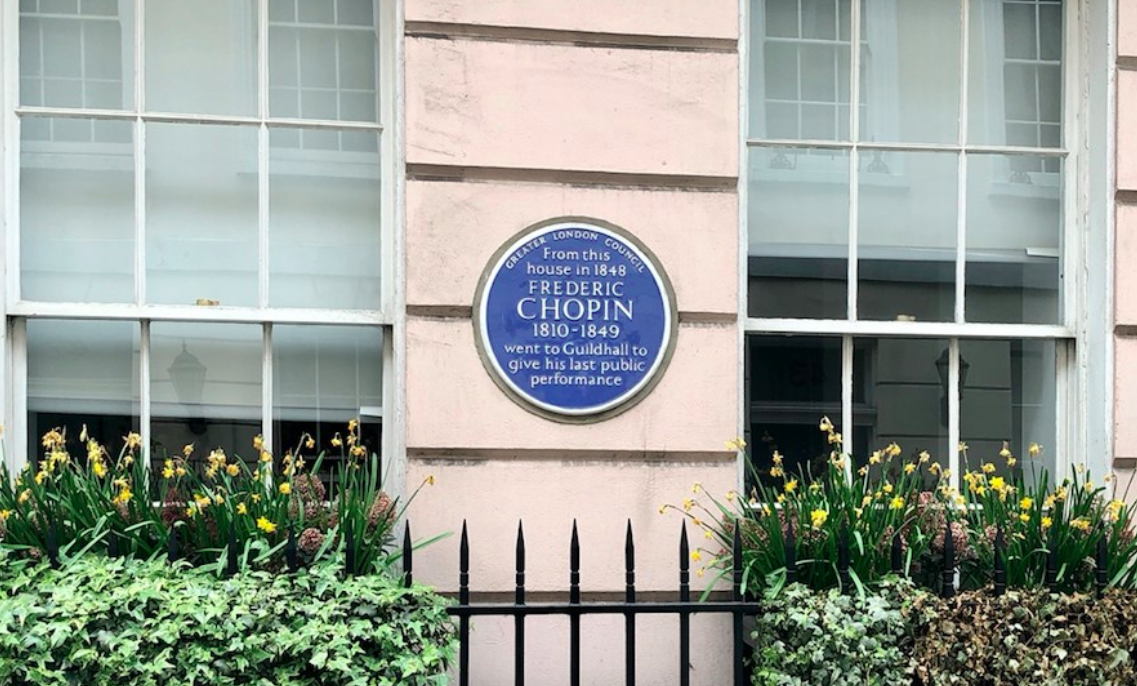 GREATER LONDON COUNCIL
From this
house in 1848
FREDERIC
CHOPIN
1810-1849
went to Guildhall to
give his last public
performance